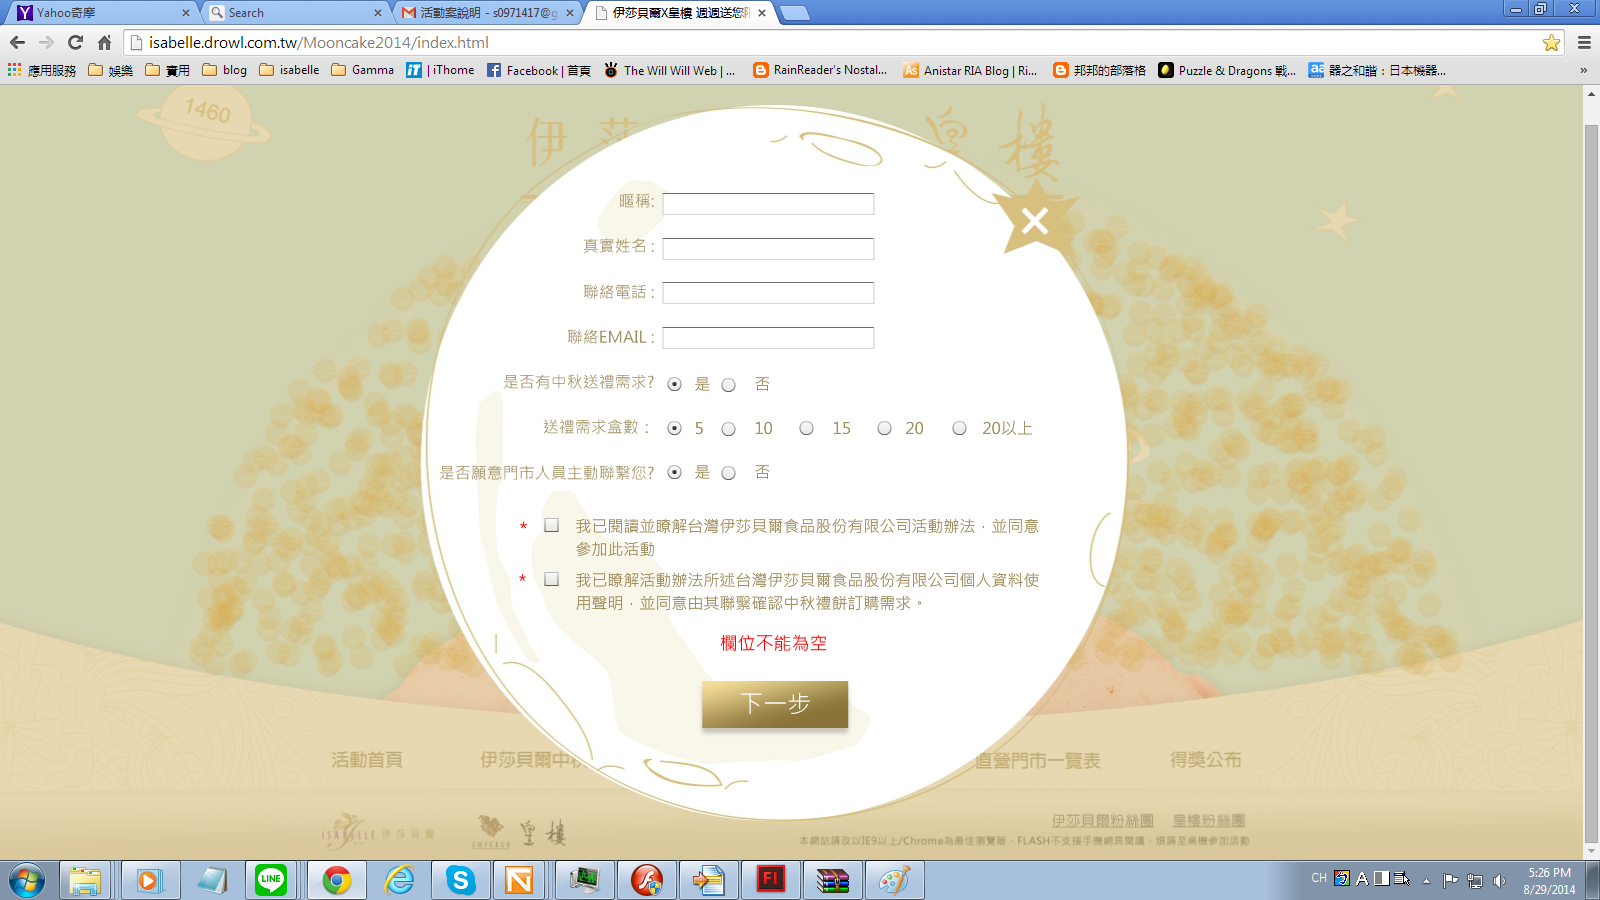 Yahoo奇摩
Search
活動案說明 - s0971417@g
伊莎貝爾X皇樓 週週送您
isabelle.drowl.com.tw/Mooncake2014/index.html
應用服務 娛樂 實用 blog isabelle Gamma iT | iThome Facebook | 首頁 The Will Will Web | ... RainReader's Nostal... Anistar RIA Blog | Ri... 邦邦的部落格 Puzzle & Dragons 戰... 器之和諧：日本機器... »
1460
伊 莎 皇 樓
暱稱:
真實姓名 :
聯絡電話 :
聯絡EMAIL :
是否有中秋送禮需求? 是 否
送禮需求盒數 : 5 10 15 20 20以上
是否願意門市人員主動聯繫您? 是 否
* 我已閱讀並瞭解台灣伊莎貝爾食品股份有限公司活動辦法，並同意
參加此活動
* 我已瞭解活動辦法所述台灣伊莎貝爾食品股份有限公司個人資料使
用聲明，並同意由其聯繫確認中秋禮餅訂購需求。
欄位不能為空
下一步
活動首頁 伊莎貝爾中秋 直營門市一覽表 得獎公布
ISABELLE 伊莎貝爾 EMPEROR 皇樓 伊莎貝爾粉絲團 皇樓粉絲團
本網站請改以IE9以上/Chrome為最佳瀏覽器，FLASH不支援手機網頁閱讀，煩請至桌機參加活動
LINE
Fl
CH
5:26 PM
8/29/2014